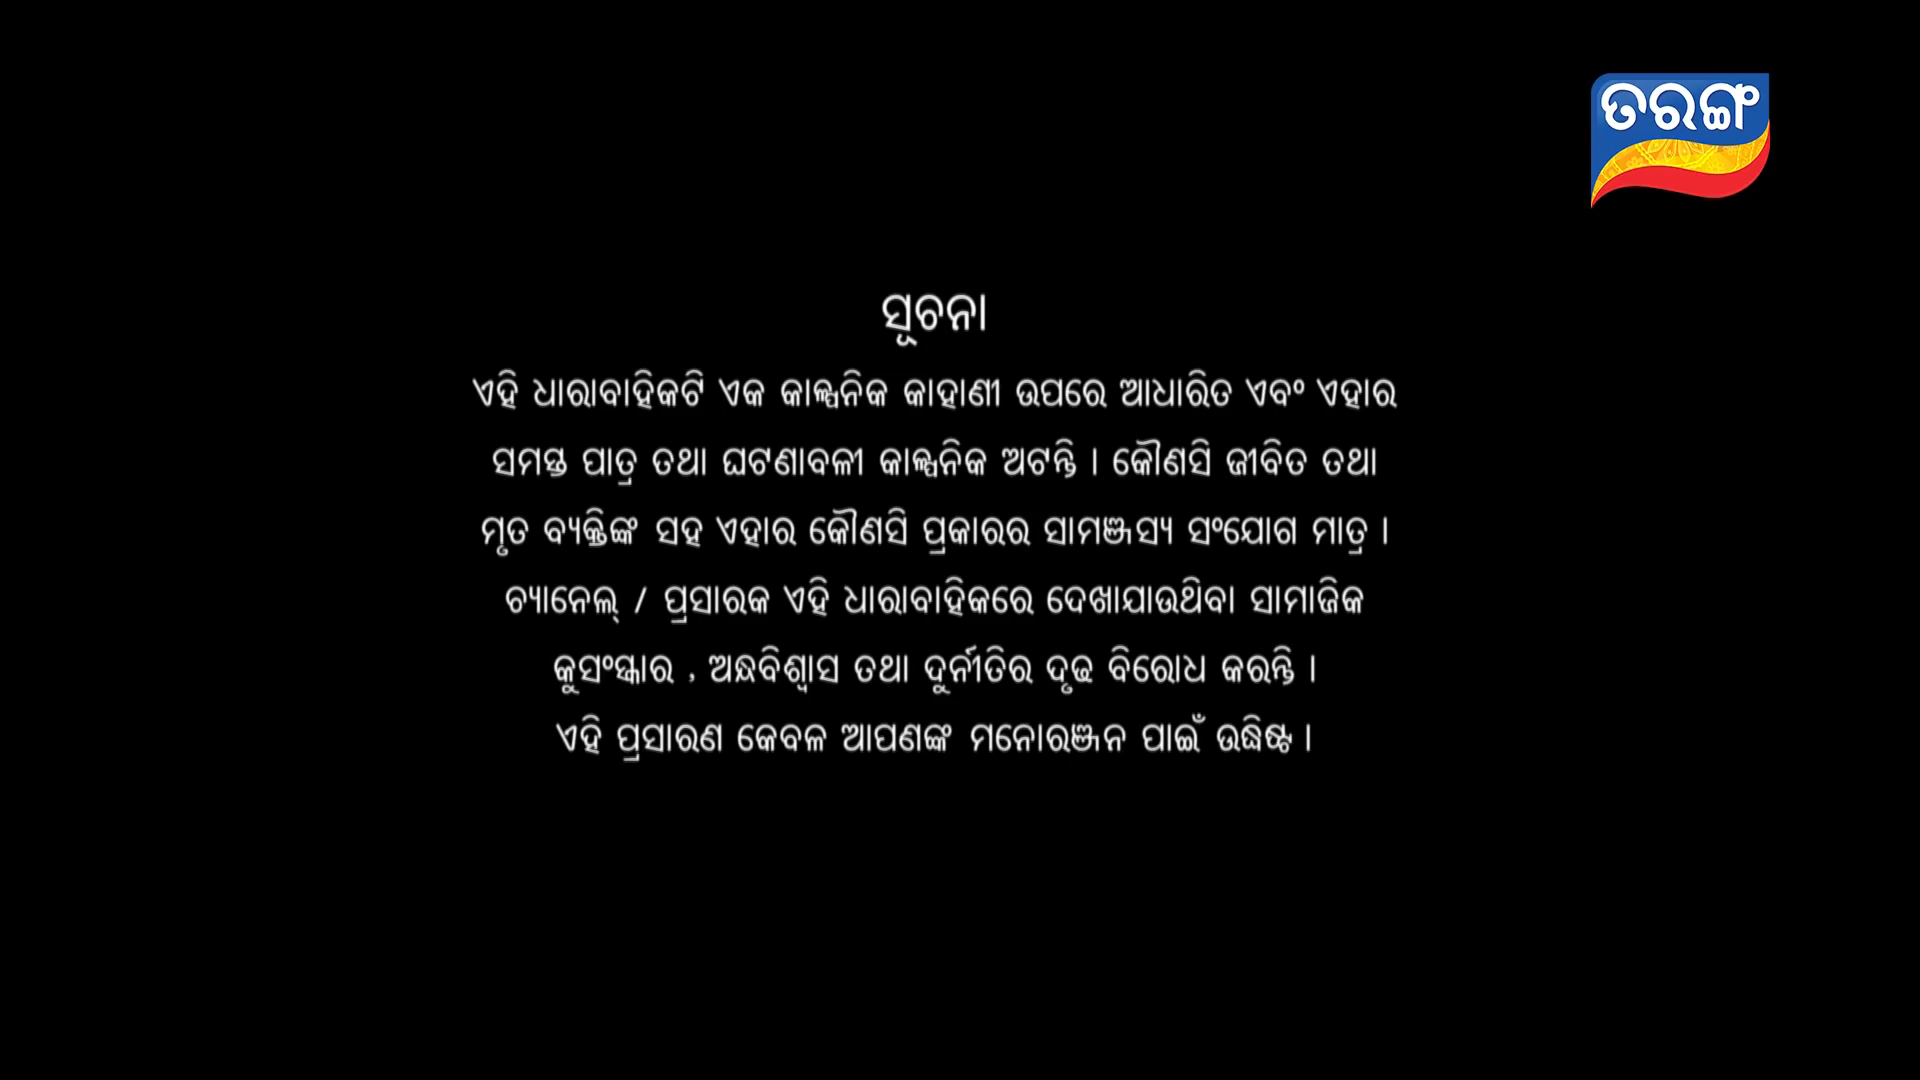 ତରଙ୍ଗ
ସୂଚନା
ଏହି ଧାରାବାହିକଟି ଏକ କାଳ୍ପନିକ କାହାଣୀ ଉପରେ ଆଧାରିତ ଏବଂ ଏହାର
ସମସ୍ତ ପାତ୍ର ତଥା ଘଟଣାବଳୀ କାଳ୍ପନିକ ଅଟନ୍ତି । କୌଣସି ଜୀବିତ ତଥା
ମୃତ ବ୍ୟକ୍ତିଙ୍କ ସହ ଏହାର କୌଣସି ପ୍ରକାରର ସାମଞ୍ଜସ୍ୟ ସଂଯୋଗ ମାତ୍ର ।
ଚ୍ୟାନେଲ୍ / ପ୍ରସାରକ ଏହି ଧାରାବାହିକରେ ଦେଖାଯାଉଥିବା ସାମାଜିକ
କୁସଂସ୍କାର , ଅନ୍ଧବିଶ୍ୱାସ ତଥା ଦୁର୍ନୀତିର ଦୃଢ ବିରୋଧ କରନ୍ତି ।
ଏହି ପ୍ରସାରଣ କେବଳ ଆପଣଙ୍କ ମନୋରଞ୍ଜନ ପାଇଁ ଉଦ୍ଧିଷ୍ଟ ।